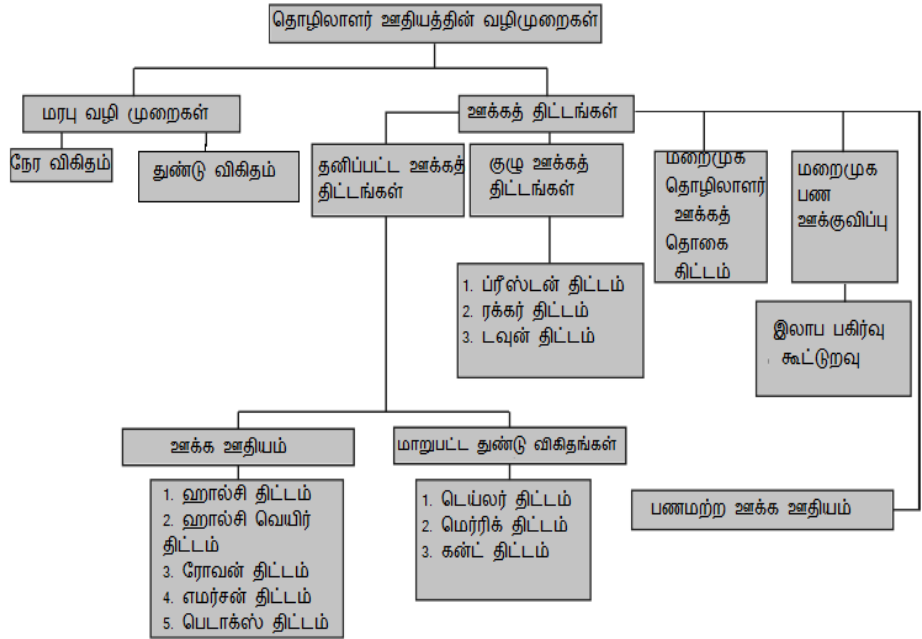 தொழிலாளர் ஊதியத்தின் வழிமுறைகள்
மரபு வழி முறைகள்
ஊக்கத் திட்டங்கள்
நேர விகிதம்
துண்டு விகிதம்
தனிப்பட்ட ஊக்கத்
திட்டங்கள்
குழு ஊக்கத்
திட்டங்கள்
மறைமுக
தொழிலாளர்
ஊக்கத்
தொகை
திட்டம்
மறைமுக
பண
ஊக்குவிப்பு
1. ப்ரீஸ்டன் திட்டம்
2. ரக்கர் திட்டம்
3. டவுன் திட்டம்
இலாப பகிர்வு
கூட்டுறவு
ஊக்க ஊதியம்
மாறுபட்ட துண்டு விகிதங்கள்
1. ஹால்சி திட்டம்
2. ஹால்சி வெயிர்
திட்டம்
3. ரோவன் திட்டம்
4. எமர்சன் திட்டம்
5. பெடாக்ஸ் திட்டம்
1. டெய்லர் திட்டம்
2. மெர்ரிக் திட்டம்
3. கன்ட் திட்டம்
பணமற்ற ஊக்க ஊதியம்